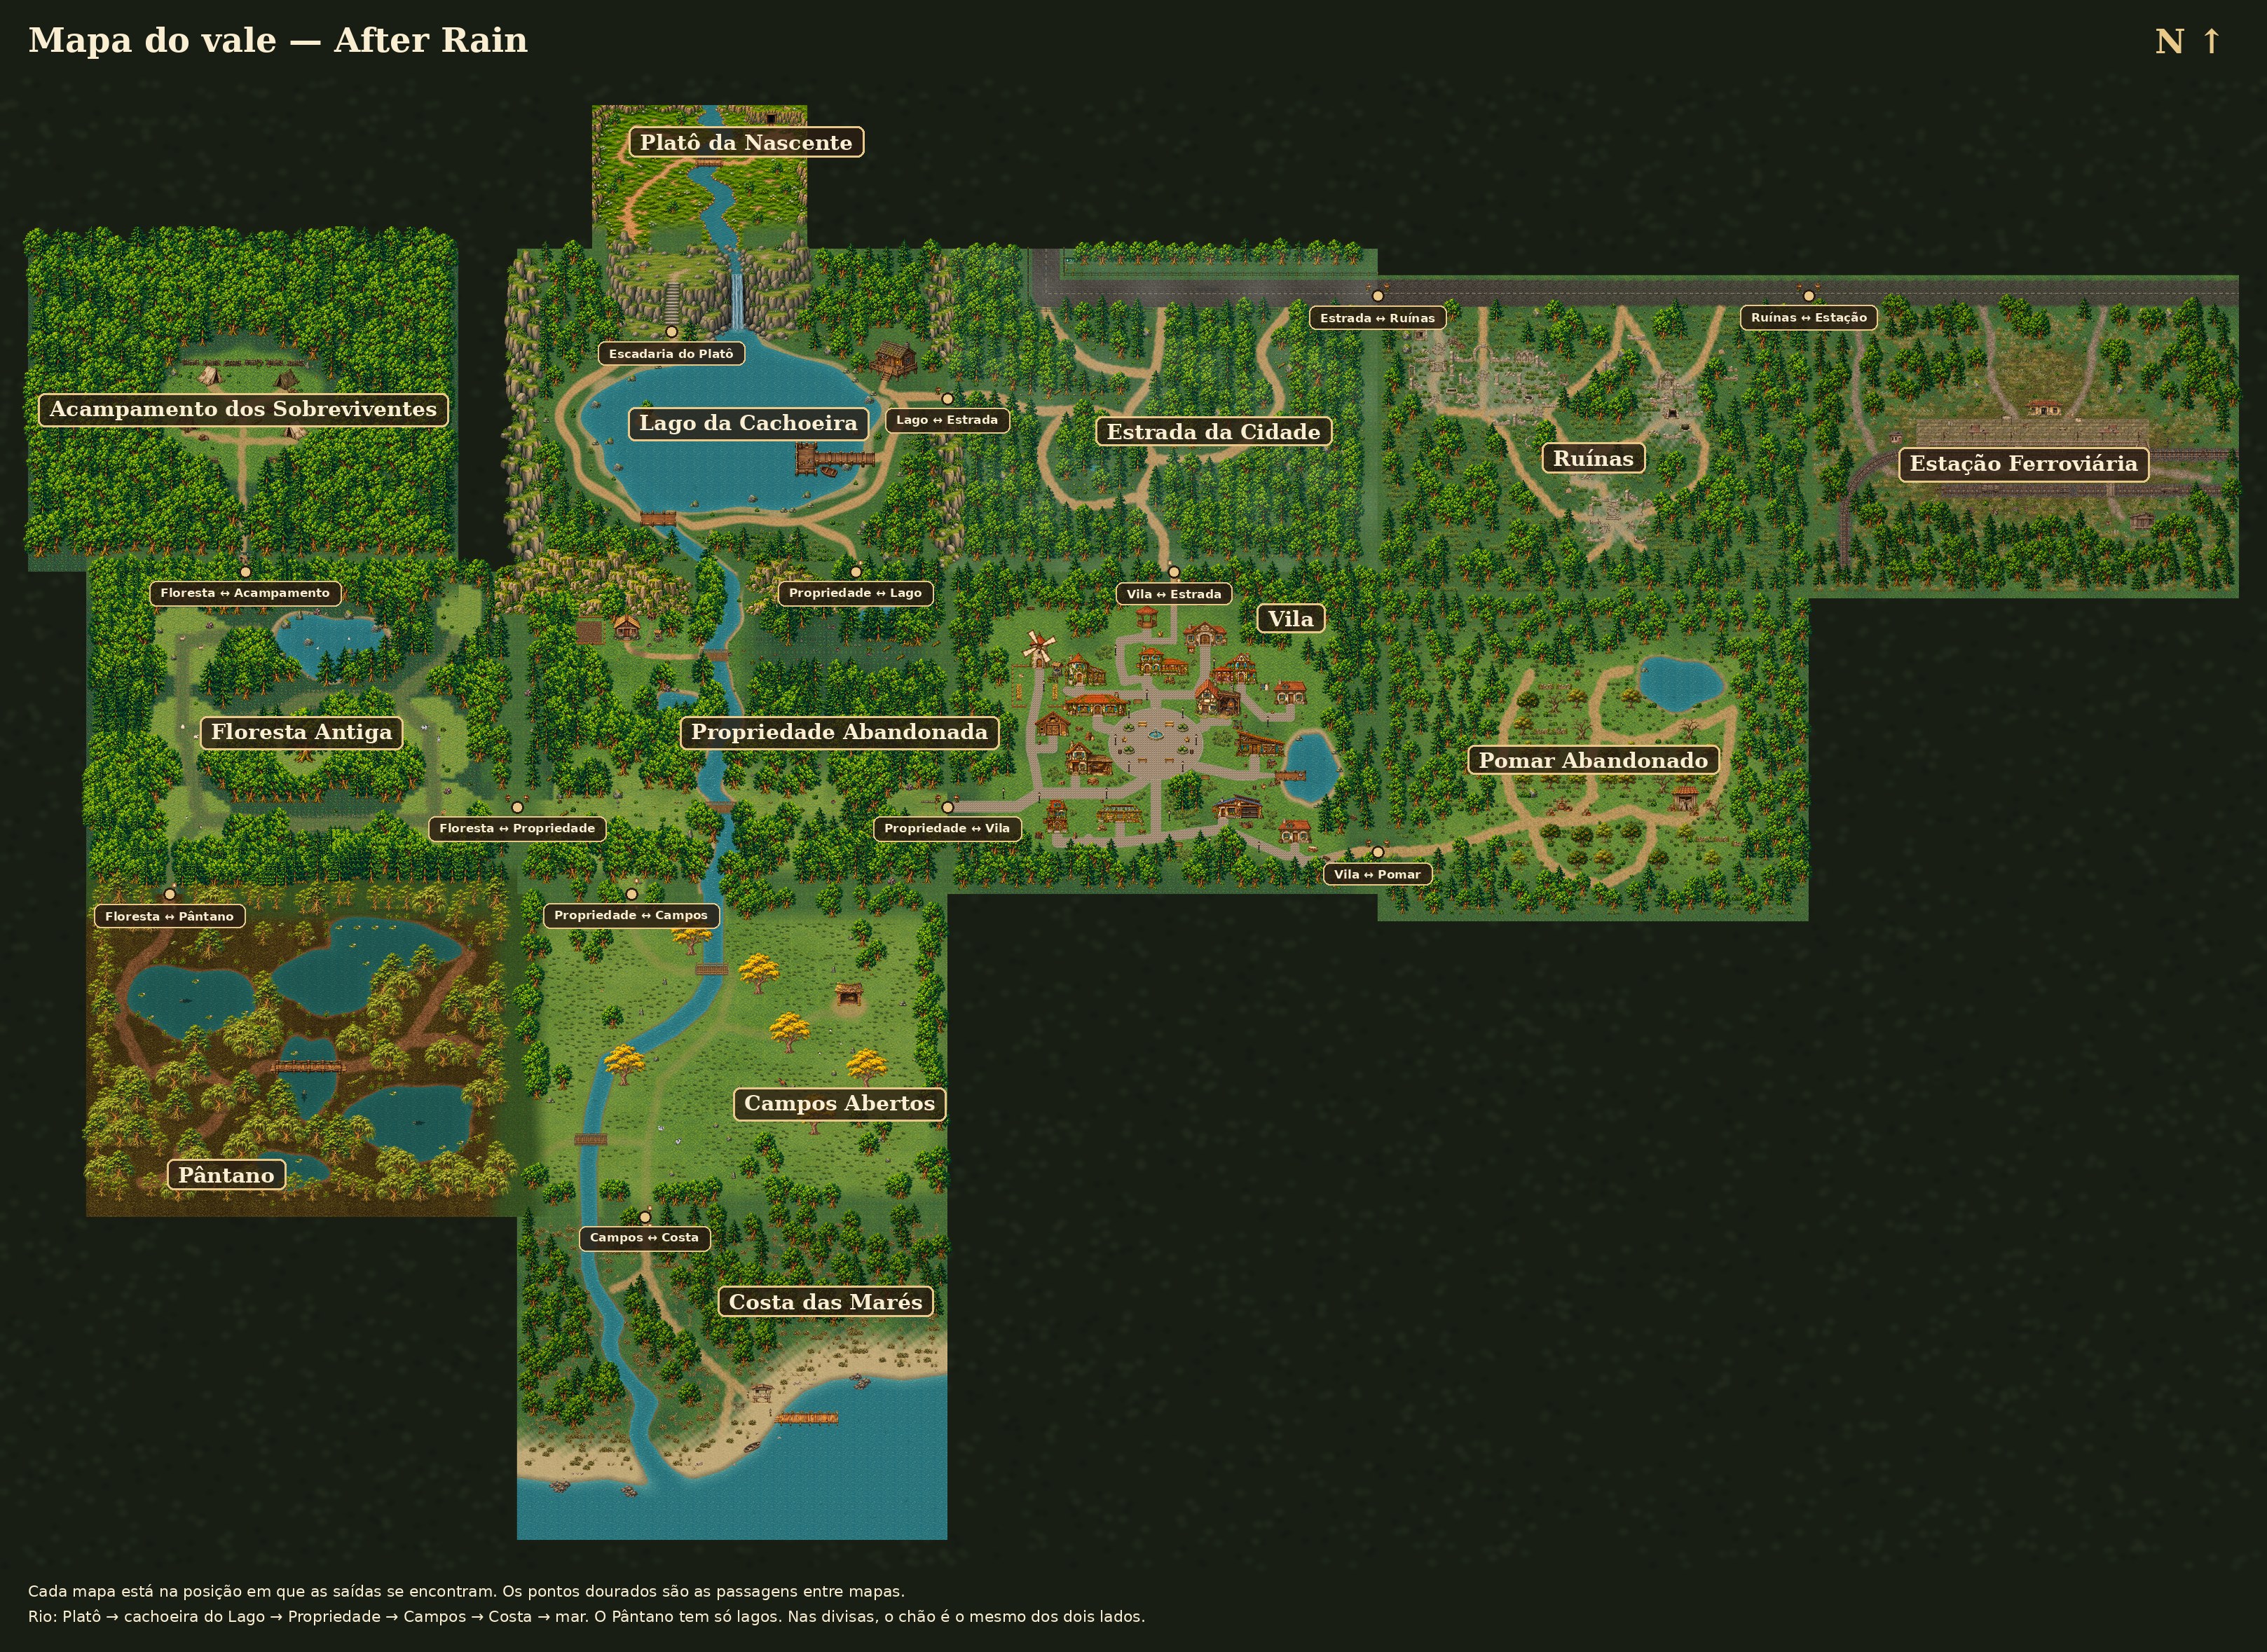 Mapa do vale — After Rain
N ↑
Platô da Nascente
Estrada ↔ Ruínas
Ruínas ↔ Estação
Escadaria do Platô
Acampamento dos Sobreviventes
Lago da Cachoeira
Lago ↔ Estrada
Estrada da Cidade
Ruínas
Estação Ferroviária
Floresta ↔ Acampamento
Propriedade ↔ Lago
Vila ↔ Estrada
Vila
Floresta Antiga
Propriedade Abandonada
Pomar Abandonado
Floresta ↔ Propriedade
Propriedade ↔ Vila
Vila ↔ Pomar
Floresta ↔ Pântano
Propriedade ↔ Campos
Campos Abertos
Pântano
Campos ↔ Costa
Costa das Marés
Cada mapa está na posição em que as saídas se encontram. Os pontos dourados são as passagens entre mapas.
Rio: Platô → cachoeira do Lago → Propriedade → Campos → Costa → mar. O Pântano tem só lagos. Nas divisas, o chão é o mesmo dos dois lados.